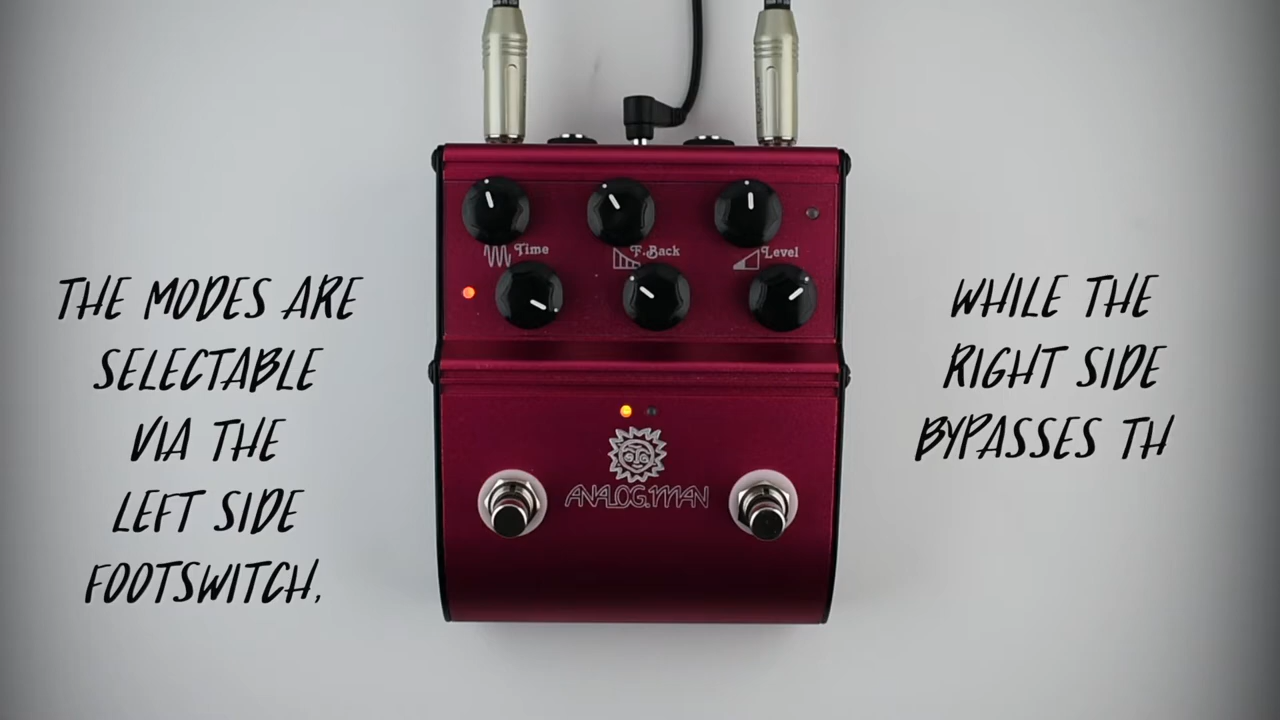 THE MODES ARE
SELECTABLE
VIA THE
LEFT SIDE
FOOTSWITCH,
WHILE THE
RIGHT SIDE
BYPASSES TH
Time
F.Back
Level
ANALOG.MAN